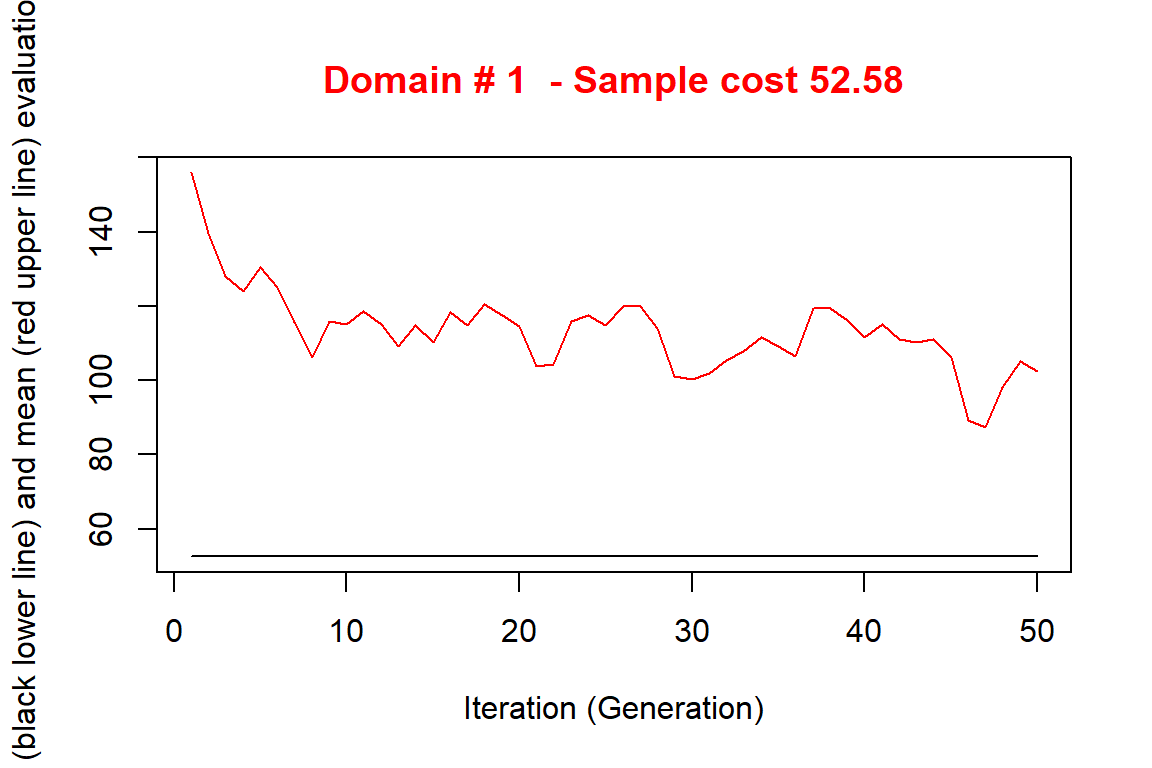 Domain # 1  - Sample cost 52.58
(black lower line) and mean (red upper line) evaluatio
140
100
80
60
0 10 20 30 40 50
Iteration (Generation)